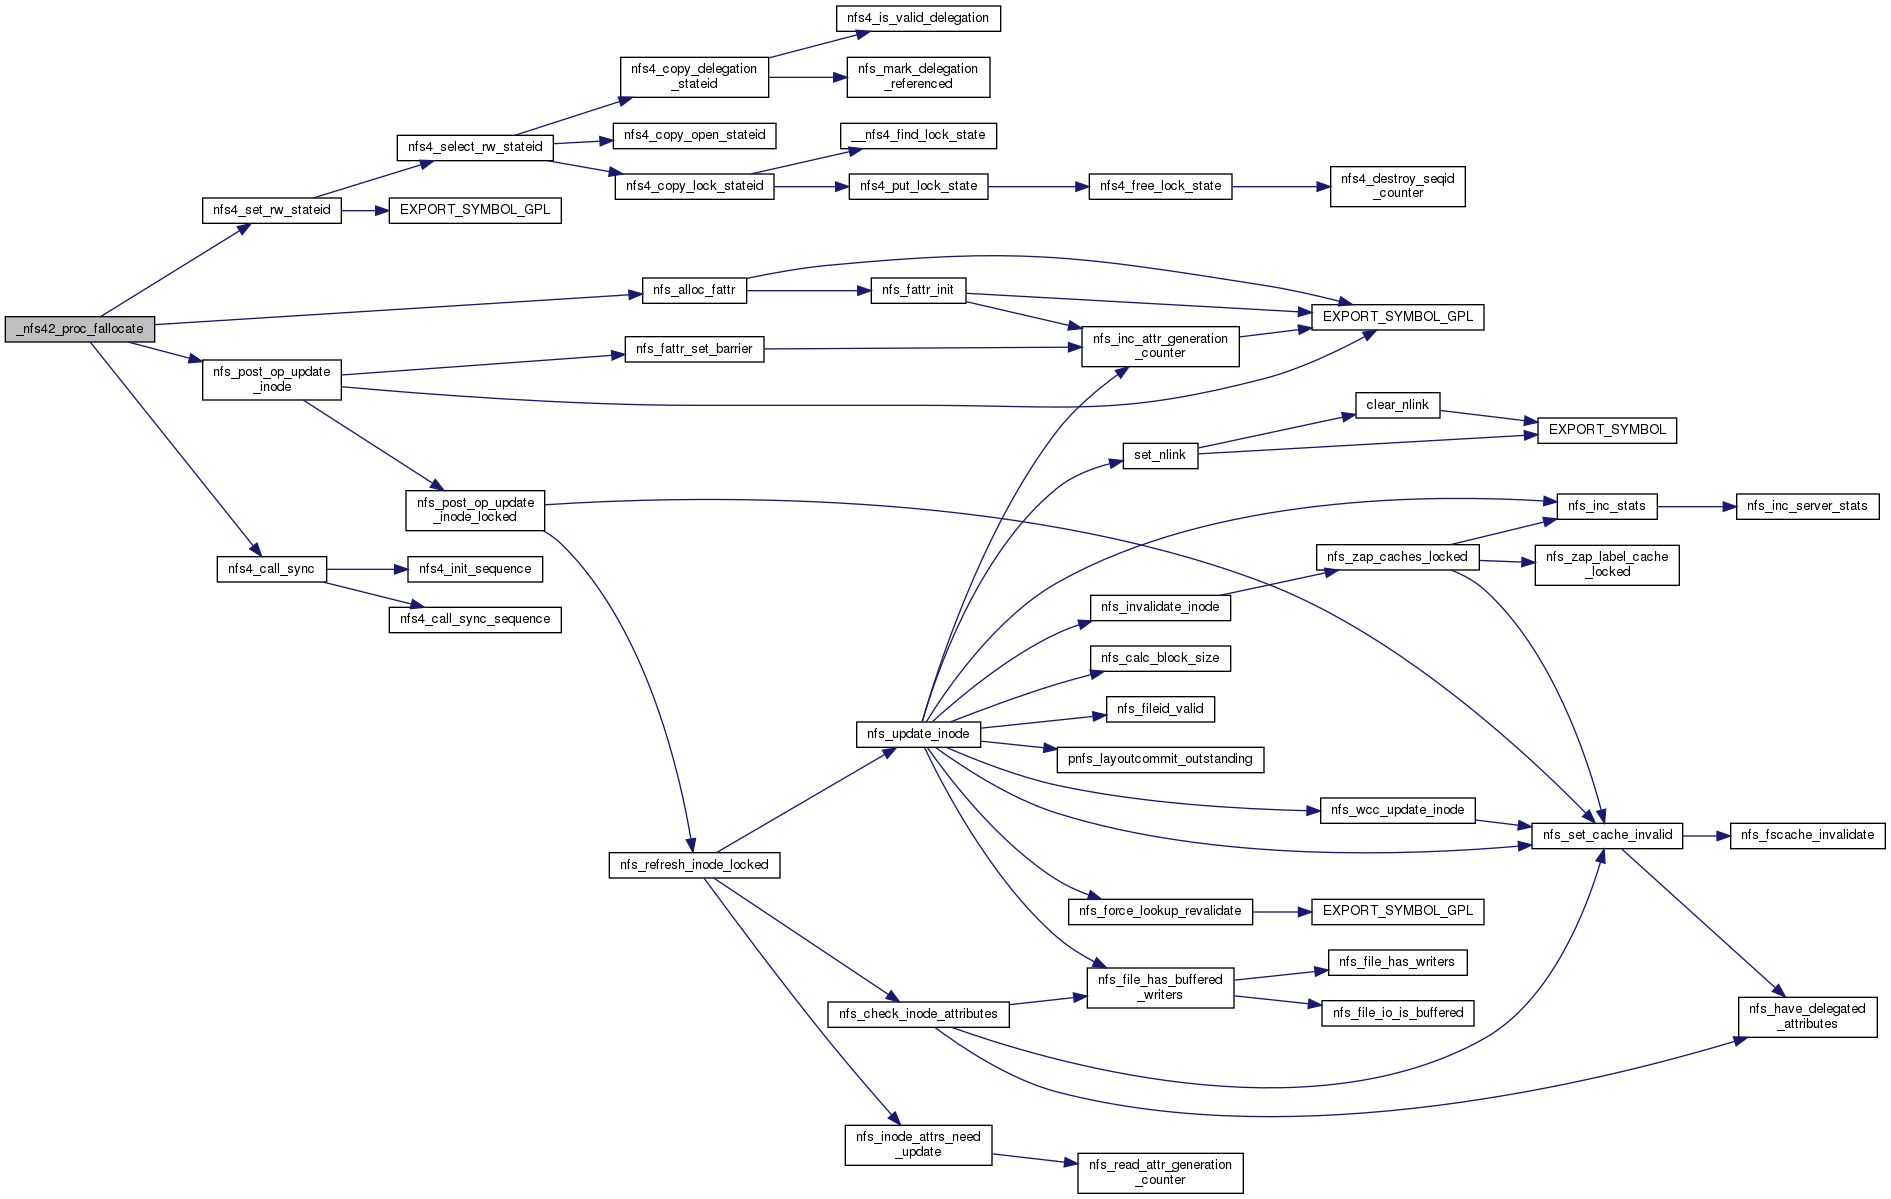 nfs4_is_valid_delegation
nfs4_copy_delegation
_stateid
nfs_mark_delegation
_referenced
nfs4_copy_open_stateid
__nfs4_find_lock_state
nfs4_select_rw_stateid
nfs4_copy_lock_stateid
nfs4_put_lock_state
nfs4_free_lock_state
nfs4_destroy_seqid
_counter
nfs4_set_rw_stateid
EXPORT_SYMBOL_GPL
nfs_alloc_fattr
nfs_fattr_init
EXPORT_SYMBOL_GPL
_nfs42_proc_fallocate
nfs_inc_attr_generation
_counter
nfs_fattr_set_barrier
nfs_post_op_update
_inode
clear_nlink
EXPORT_SYMBOL
set_nlink
nfs_post_op_update
_inode_locked
nfs_inc_stats
nfs_inc_server_stats
nfs_zap_caches_locked
nfs_zap_label_cache
_locked
nfs4_call_sync
nfs4_init_sequence
nfs4_call_sync_sequence
nfs_invalidate_inode
nfs_calc_block_size
nfs_fileid_valid
nfs_update_inode
pnfs_layoutcommit_outstanding
nfs_wcc_update_inode
nfs_set_cache_invalid
nfs_fscache_invalidate
nfs_refresh_inode_locked
nfs_force_lookup_revalidate
EXPORT_SYMBOL_GPL
nfs_file_has_writers
nfs_file_has_buffered
_writers
nfs_file_io_is_buffered
nfs_check_inode_attributes
nfs_have_delegated
_attributes
nfs_inode_attrs_need
_update
nfs_read_attr_generation
_counter